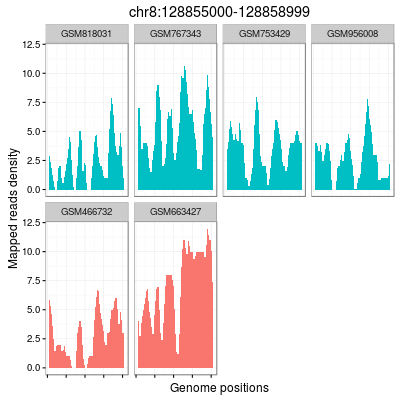 chr8:128855000-128858999
GSM818031 GSM767343 GSM753429 GSM956008
12.5
10.0
7.5
5.0
2.5
0.0
GSM466732 GSM663427
12.5
10.0
7.5
5.0
2.5
0.0
Mapped reads density
Genome positions